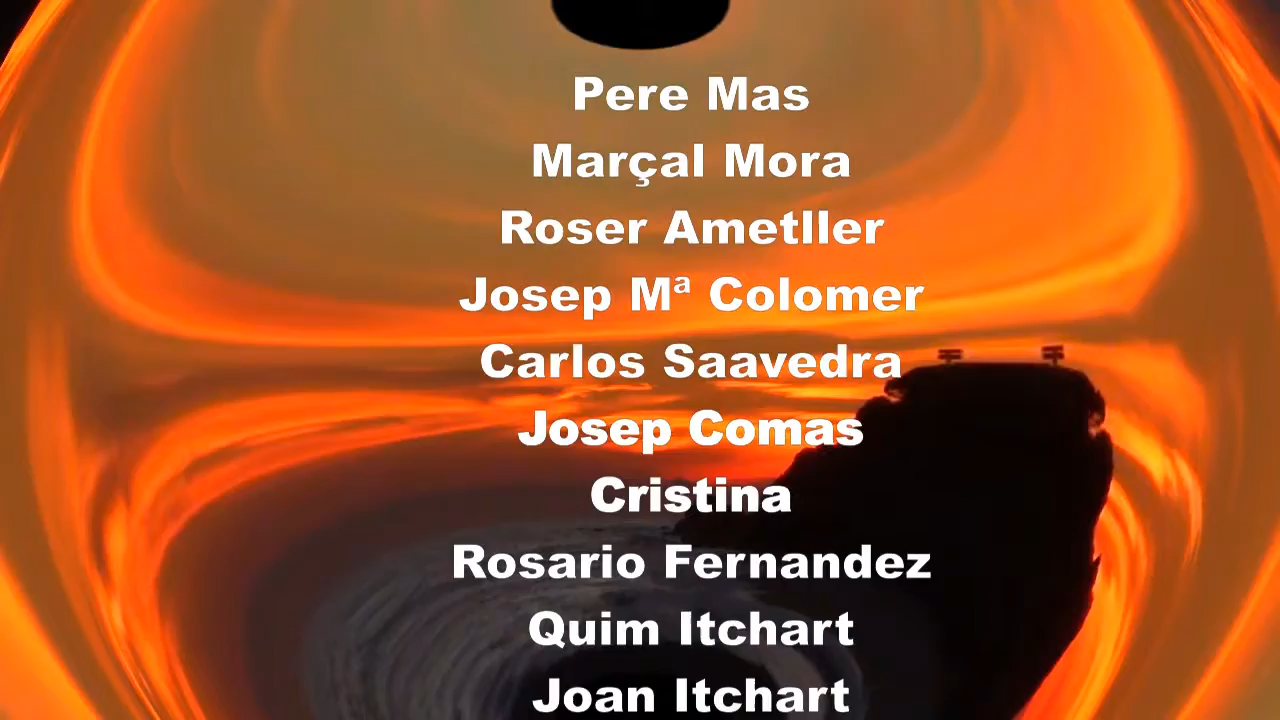 Pere Mas
Marçal Mora
Roser Ametller
Josep Mª Colomer
Carlos Saavedra
Josep Comas
Cristina
Rosario Fernandez
Quim Itchart
Joan Itchart